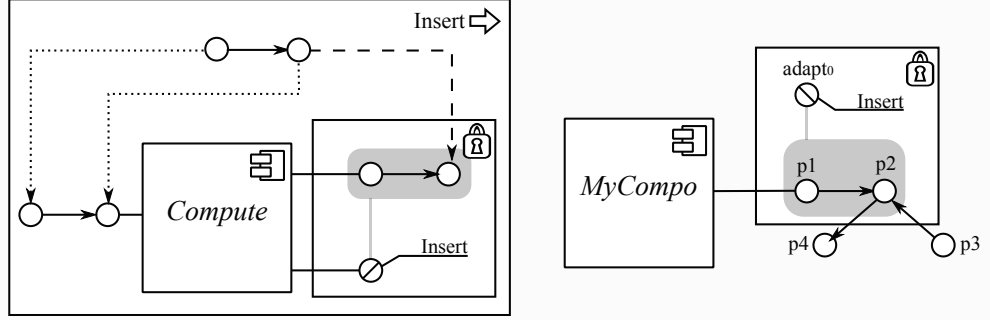 Insert
Compute
Insert
adapt0
Insert
MyCompo
p1
p2
p4
p3